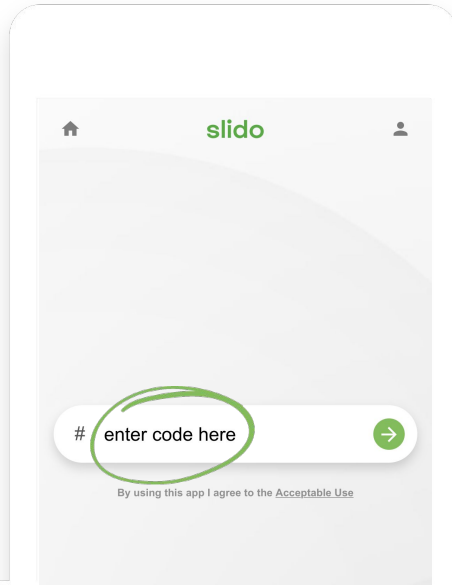 slido
# enter code here
By using this app I agree to the Acceptable Use